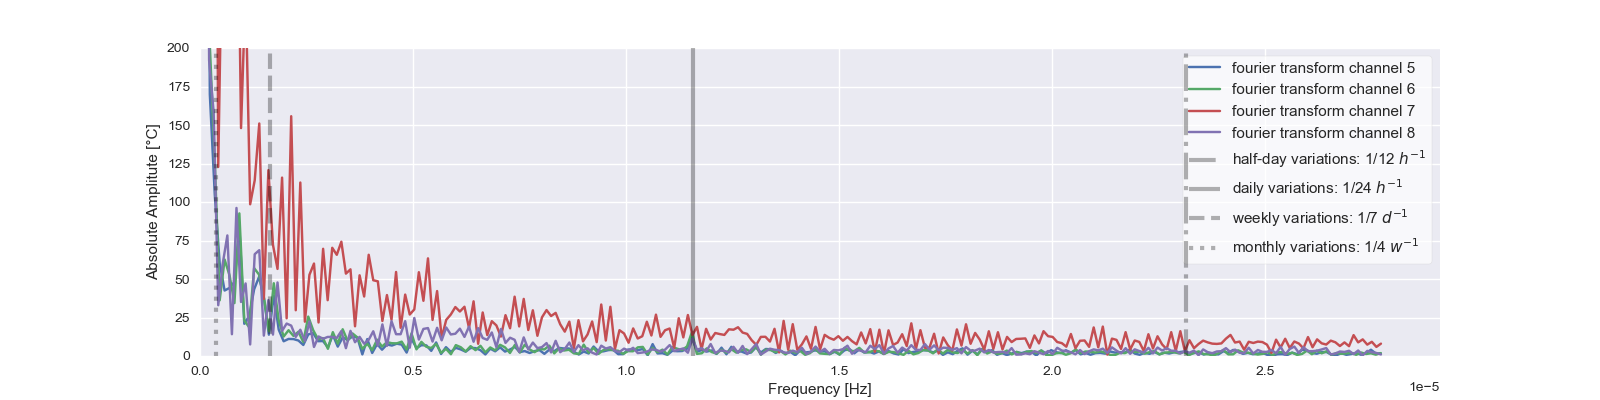 200
175
150
125
100
75
50
25
0
Absolute Amplitude [°C]
0.0
0.5
1.0
1.5
2.0
2.5
1e−5
Frequency [Hz]
fourier transform channel 5
fourier transform channel 6
fourier transform channel 7
fourier transform channel 8
half-day variations: 1/12 h⁻¹
daily variations: 1/24 h⁻¹
weekly variations: 1/7 d⁻¹
monthly variations: 1/4 w⁻¹